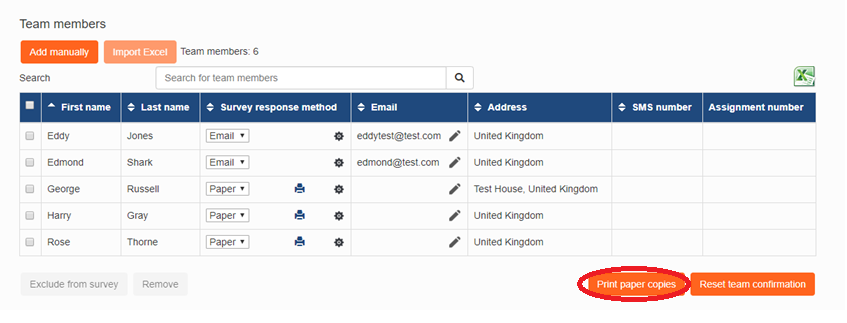 Team members
Add manually Import Excel Team members: 6
Search Search for team members
First name Last name Survey response method Email Address SMS number Assignment number
Eddy Jones Email eddytest@test.com United Kingdom
Edmond Shark Email edmond@test.com United Kingdom
George Russell Paper Test House, United Kingdom
Harry Gray Paper United Kingdom
Rose Thorne Paper United Kingdom
Exclude from survey Remove Print paper copies Reset team confirmation